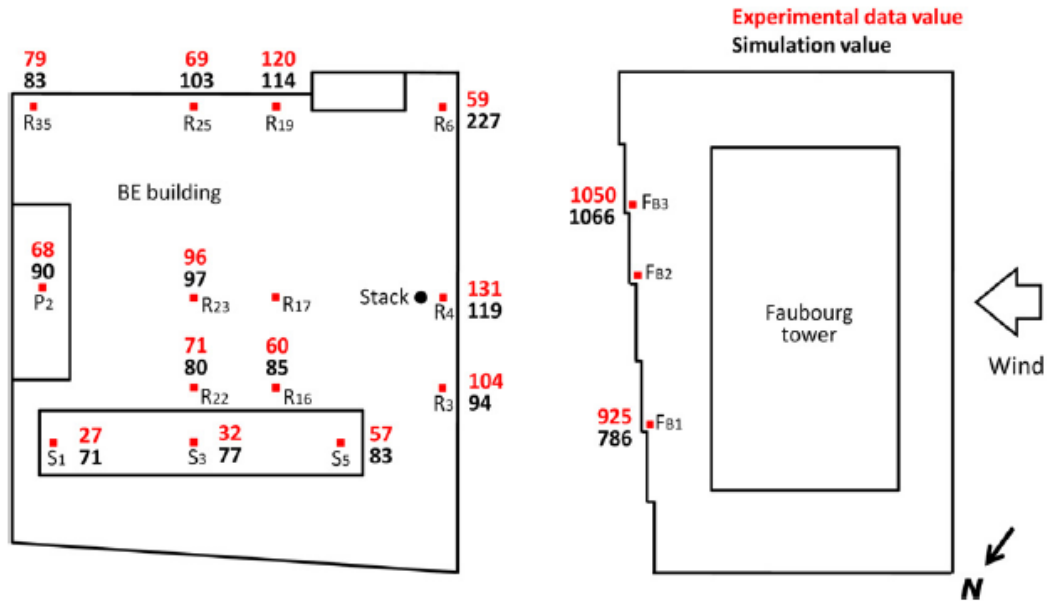 Experimental data value
Simulation value
79
83
R35
69
103
R25
120
114
R19
59
227
R6
BE building
68
90
P2
96
97
R23
R17
Stack
131
119
R4
71
80
R22
60
85
R16
104
94
R3
27
71
S1
32
77
S3
57
83
S5
1050
1066
FB3
FB2
925
786
FB1
Faubourg
tower
Wind
N